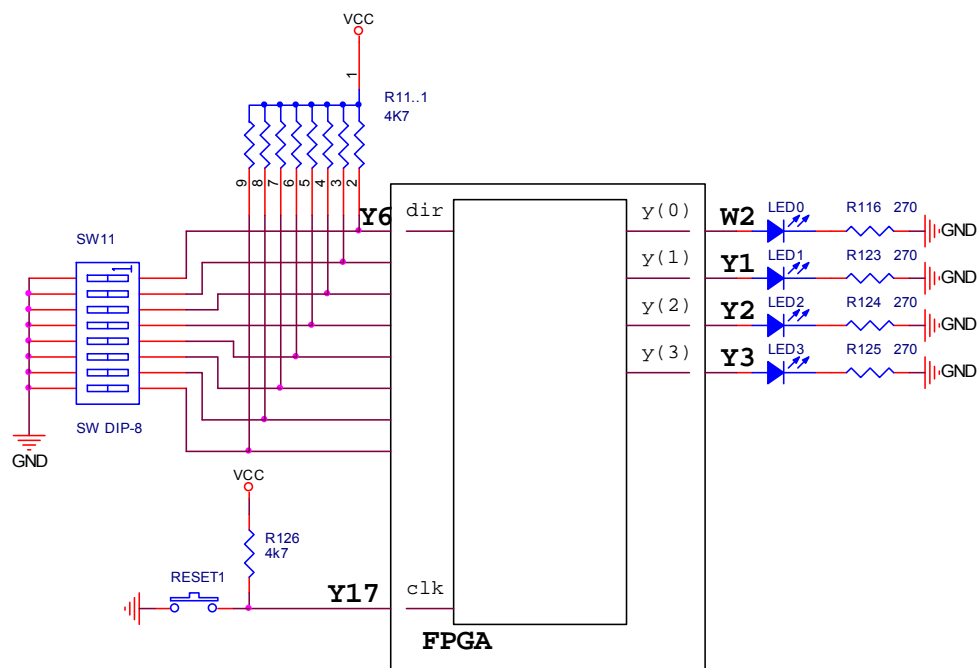 VCC
1
R11..1
4K7
9
8
7
6
5
4
3
2
Y6
dir
y(0)
W2
LED0
R116 270
GND
SW11
1
y(1)
Y1
LED1
R123 270
GND
y(2)
Y2
LED2
R124 270
GND
y(3)
Y3
LED3
R125 270
GND
SW DIP-8
GND
VCC
R126
4k7
RESET1
Y17
clk
FPGA